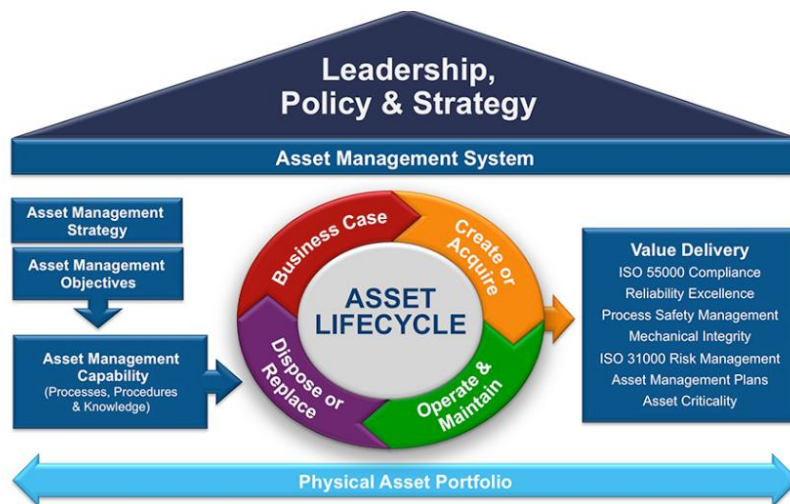 Leadership,
Policy & Strategy
Asset Management System
Asset Management
Strategy
Asset Management
Objectives
Asset Management
Capability
(Processes, Procedures
& Knowledge)
Business Case
Create or
Acquire
ASSET
LIFECYCLE
Dispose or
Replace
Operate &
Maintain
Value Delivery
ISO 55000 Compliance
Reliability Excellence
Process Safety Management
Mechanical Integrity
ISO 31000 Risk Management
Asset Management Plans
Asset Criticality
Physical Asset Portfolio